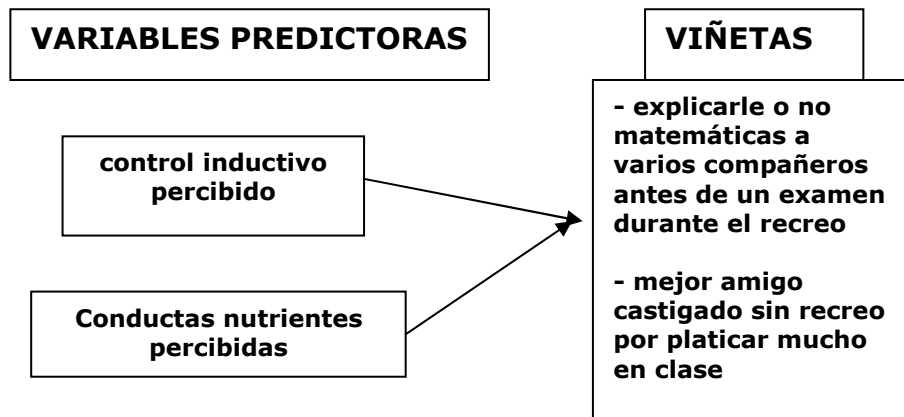 VARIABLES PREDICTORAS
VIÑETAS
control inductivo
percibido
Conductas nutrientes
percibidas
- explicarle o no
matemáticas a
varios compañeros
antes de un examen
durante el recreo
- mejor amigo
castigado sin recreo
por platicar mucho
en clase